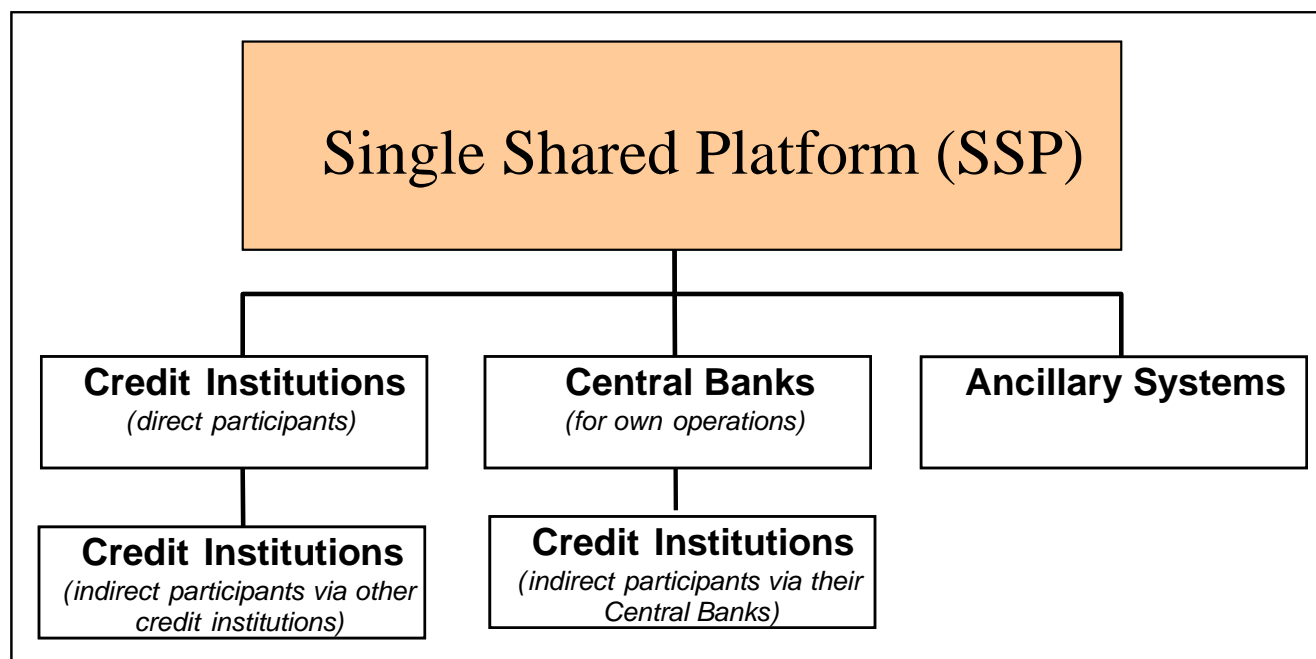 Single Shared Platform (SSP)
Credit Institutions
(direct participants)
Central Banks
(for own operations)
Ancillary Systems
Credit Institutions
(indirect participants via other
credit institutions)
Credit Institutions
(indirect participants via their
Central Banks)